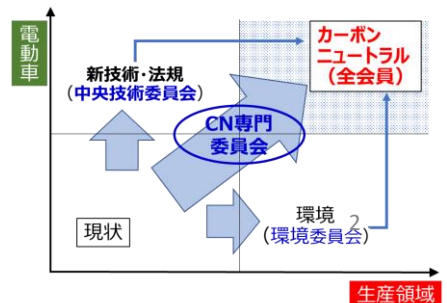 電動車
カーボン
ニュートラル
（全会員）
新技術・法規
（中央技術委員会）
CN専門
委員会
現状
環境
2
（環境委員会）
生産領域